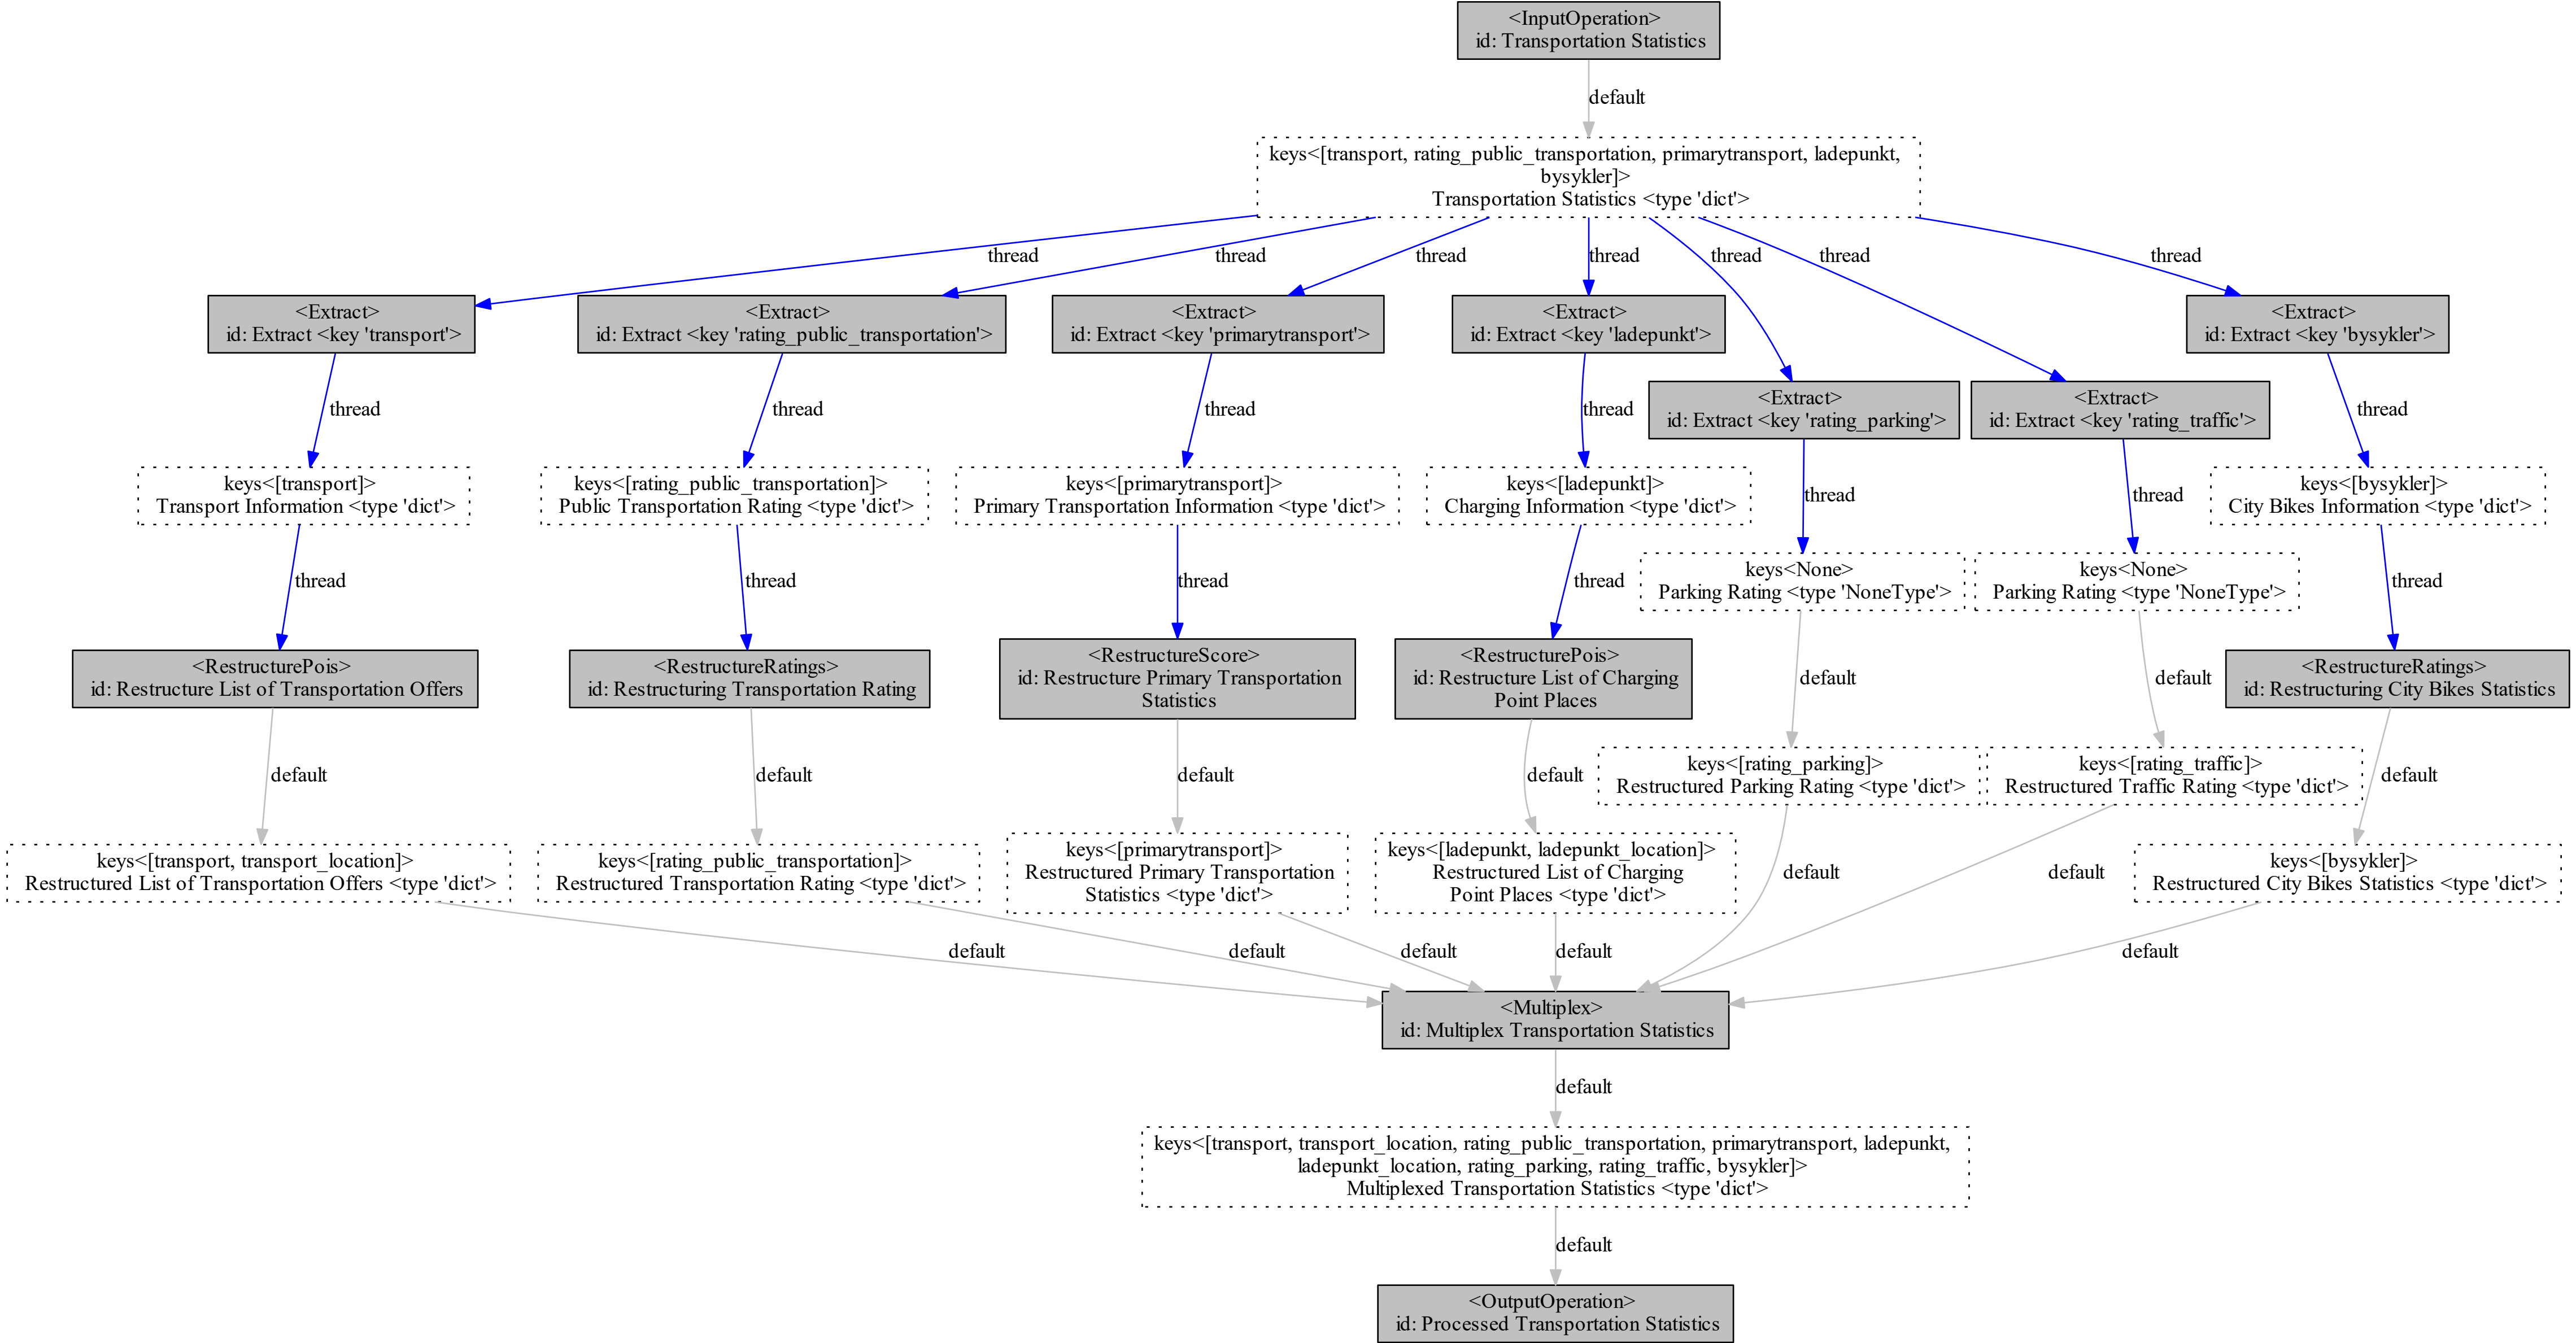 <InputOperation>
id: Transportation Statistics
default
keys<[transport, rating_public_transportation, primarytransport, ladepunkt,
bysykler]>
Transportation Statistics <type 'dict'>
thread
thread
thread
thread
thread
thread
thread
<Extract>
id: Extract <key 'transport'>
<Extract>
id: Extract <key 'rating_public_transportation'>
<Extract>
id: Extract <key 'primarytransport'>
<Extract>
id: Extract <key 'ladepunkt'>
<Extract>
id: Extract <key 'bysykler'>
<Extract>
id: Extract <key 'rating_parking'>
<Extract>
id: Extract <key 'rating_traffic'>
thread
thread
thread
thread
thread
keys<[transport]>
Transport Information <type 'dict'>
keys<[rating_public_transportation]>
Public Transportation Rating <type 'dict'>
keys<[primarytransport]>
Primary Transportation Information <type 'dict'>
keys<[ladepunkt]>
Charging Information <type 'dict'>
thread
thread
keys<[bysykler]>
City Bikes Information <type 'dict'>
thread
thread
thread
thread
keys<None>
Parking Rating <type 'NoneType'>
keys<None>
Parking Rating <type 'NoneType'>
thread
<RestructurePois>
id: Restructure List of Transportation Offers
<RestructureRatings>
id: Restructuring Transportation Rating
<RestructureScore>
id: Restructure Primary Transportation
Statistics
<RestructurePois>
id: Restructure List of Charging
Point Places
default
default
<RestructureRatings>
id: Restructuring City Bikes Statistics
default
default
default
default
keys<[rating_parking]>
Restructured Parking Rating <type 'dict'>
keys<[rating_traffic]>
Restructured Traffic Rating <type 'dict'>
default
keys<[transport, transport_location]>
Restructured List of Transportation Offers <type 'dict'>
keys<[rating_public_transportation]>
Restructured Transportation Rating <type 'dict'>
keys<[primarytransport]>
Restructured Primary Transportation
Statistics <type 'dict'>
keys<[ladepunkt, ladepunkt_location]>
Restructured List of Charging
Point Places <type 'dict'>
default
default
keys<[bysykler]>
Restructured City Bikes Statistics <type 'dict'>
default
default
default
default
default
<Multiplex>
id: Multiplex Transportation Statistics
default
keys<[transport, transport_location, rating_public_transportation, primarytransport, ladepunkt,
ladepunkt_location, rating_parking, rating_traffic, bysykler]>
Multiplexed Transportation Statistics <type 'dict'>
default
<OutputOperation>
id: Processed Transportation Statistics